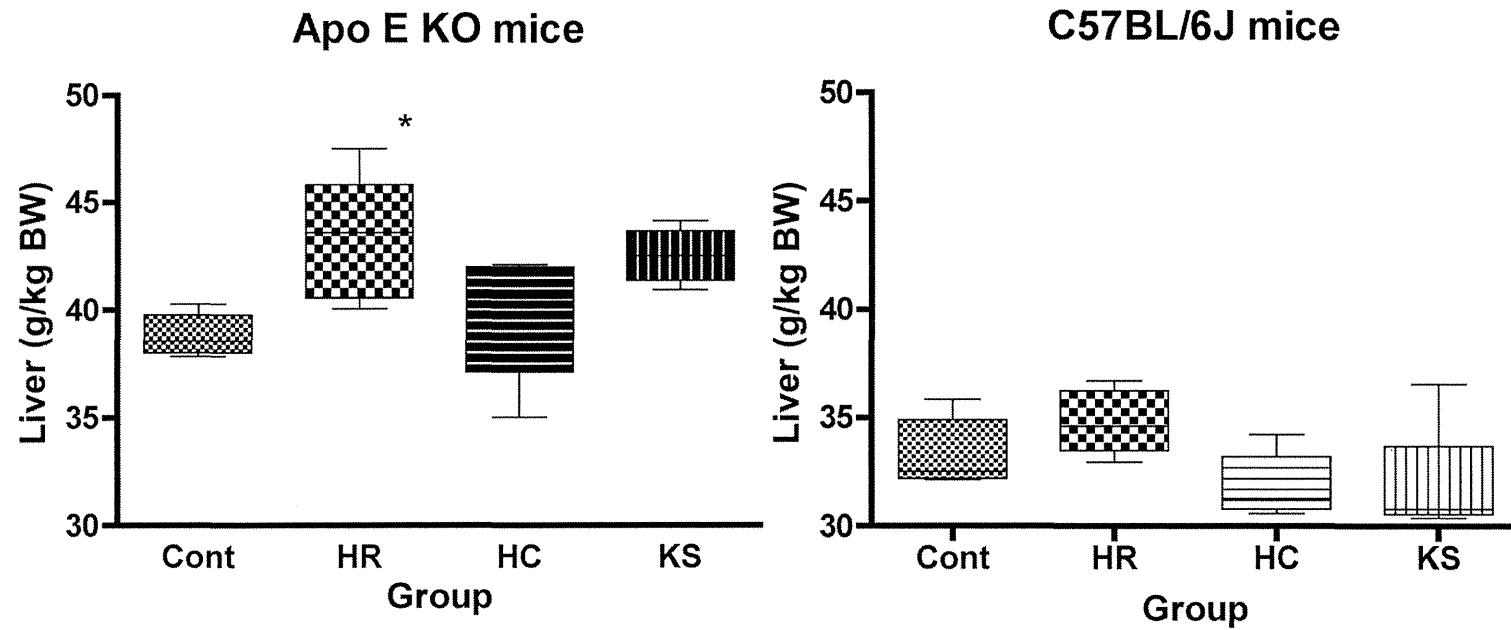 Apo E KO mice
50
45
40
35
30
Liver (g/kg BW)
*
Cont HR HC KS
Group
C57BL/6J mice
50
45
40
35
30
Liver (g/kg BW)
Cont HR HC KS
Group